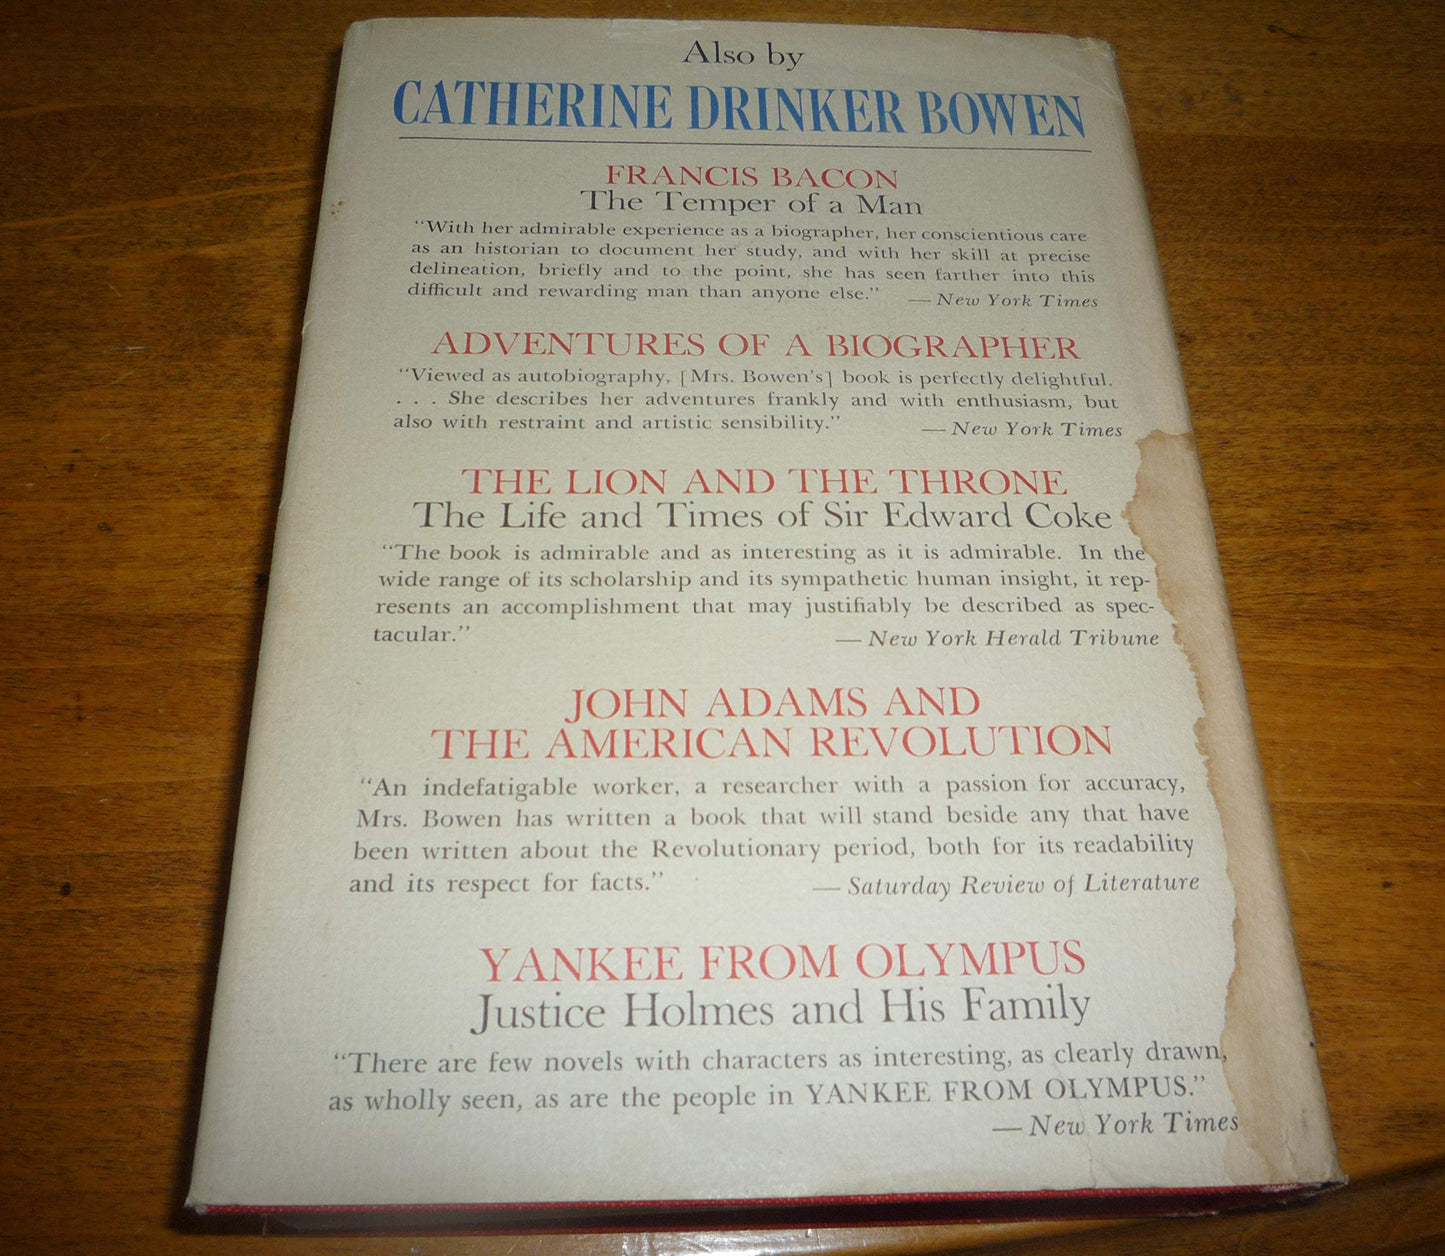 Also by
CATHERINE DRINKER BOWEN
FRANCIS BACON
The Temper of a Man
“With her admirable experience as a biographer, her conscientious care
as an historian to document her study, and with her skill at precise
delineation, briefly and to the point, she has seen farther into this
difficult and rewarding man than anyone else.” — New York Times
ADVENTURES OF A BIOGRAPHER
“Viewed as autobiography, [Mrs. Bowen’s] book is perfectly delightful.
. . . She describes her adventures frankly and with enthusiasm, but
also with restraint and artistic sensibility.” — New York Times
THE LION AND THE THRONE
The Life and Times of Sir Edward Coke
“The book is admirable and as interesting as it is admirable. In the
wide range of its scholarship and its sympathetic human insight, it rep-
resents an accomplishment that may justifiably be described as spec-
tacular.” — New York Herald Tribune
JOHN ADAMS AND
THE AMERICAN REVOLUTION
“An indefatigable worker, a researcher with a passion for accuracy,
Mrs. Bowen has written a book that will stand beside any that have
been written about the Revolutionary period, both for its readability
and its respect for facts.” — Saturday Review of Literature
YANKEE FROM OLYMPUS
Justice Holmes and His Family
“There are few novels with characters as interesting, as clearly drawn,
as wholly seen, as are the people in YANKEE FROM OLYMPUS.”
— New York Times